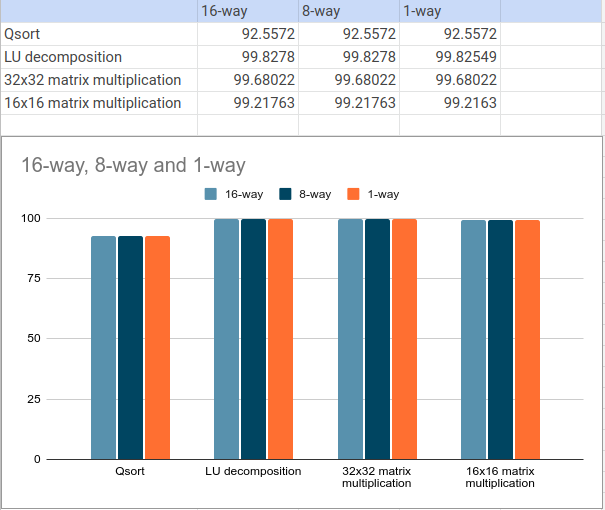 16-way 8-way 1-way
Qsort 92.5572 92.5572 92.5572
LU decomposition 99.8278 99.8278 99.82549
32x32 matrix multiplication 99.68022 99.68022 99.68022
16x16 matrix multiplication 99.21763 99.21763 99.2163
16-way, 8-way and 1-way
16-way 8-way 1-way
100
75
50
25
0
Qsort LU decomposition 32x32 matrix 16x16 matrix
multiplication multiplication